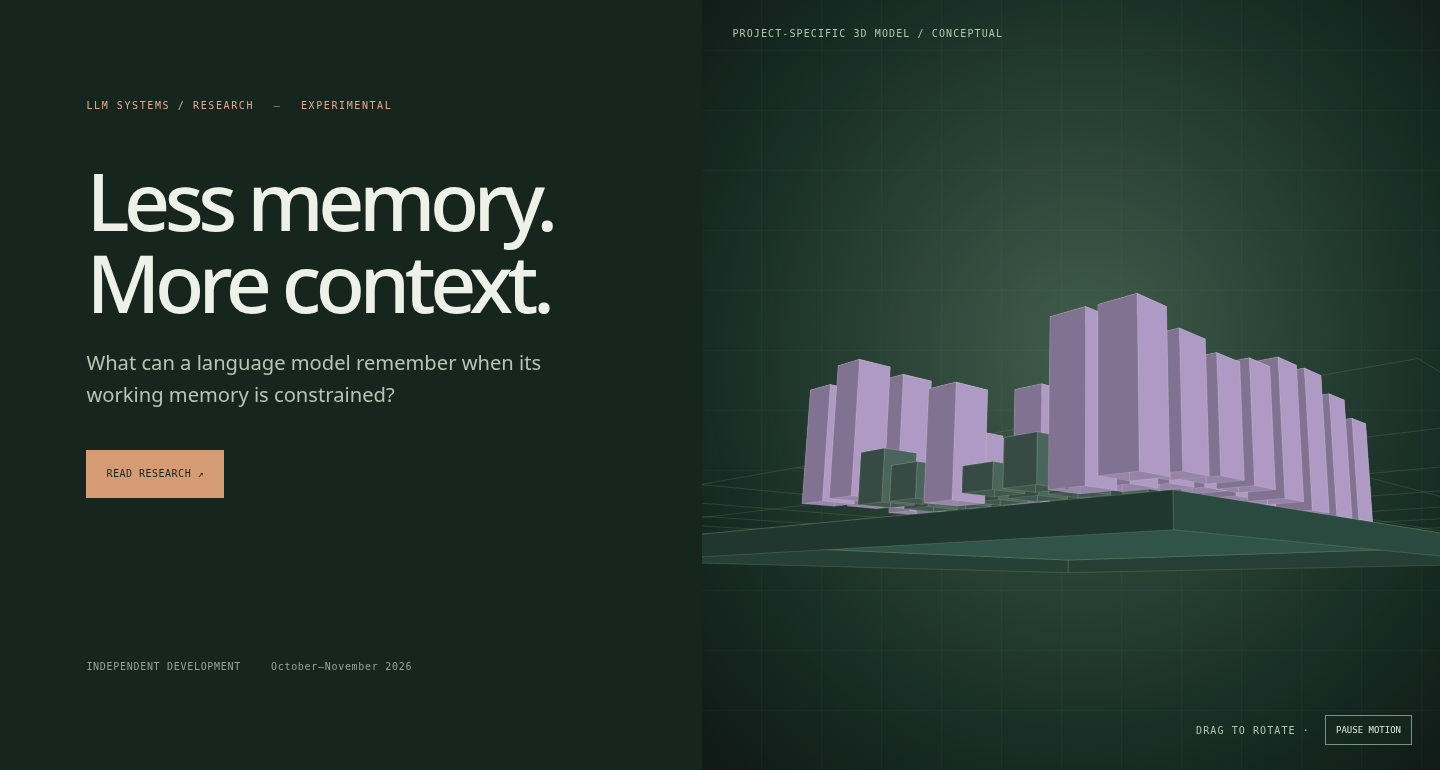 PROJECT-SPECIFIC 3D MODEL / CONCEPTUAL
LLM SYSTEMS / RESEARCH — EXPERIMENTAL
Less memory.
More context.
What can a language model remember when its
working memory is constrained?
READ RESEARCH ↗
INDEPENDENT DEVELOPMENT October—November 2026
DRAG TO ROTATE ·
PAUSE MOTION